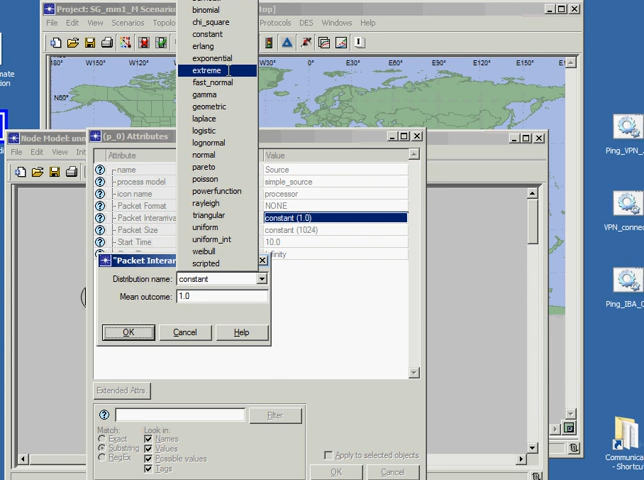 Project: SG_mm1_M Scenario
File Edit View Scenarios Topolo
Protocols DES Windows Help
180° W150° W12
W30° 0° E30° E60° E90° E120° E150°
N60°
binomial
chi_square
constant
erlang
exponential
extreme
fast_normal
gamma
geometric
laplace
logistic
lognormal
normal
pareto
poisson
powerfunction
rayleigh
triangular
uniform
uniform_int
weibull
scripted
Node Model: mm
File Edit View
(p_0) Attributes
Attribute Value
name Source
process model simple_source
icon name processor
Packet Format NONE
Packet Interarriva constant (1.0)
Packet Size constant (1024)
Start Time 10.0
infinity
"Packet Interar
Distribution name: constant
Mean outcome: 1.0
OK Cancel Help
Extended Attrs.
Filter
Match: Look in:
Exact Names
Substring Values
RegEx Possible values
Tags
Apply to selected objects
OK Cancel
Ping_VPN_
VPN_connec
Ping_IBA_
Communica
- Shortcu